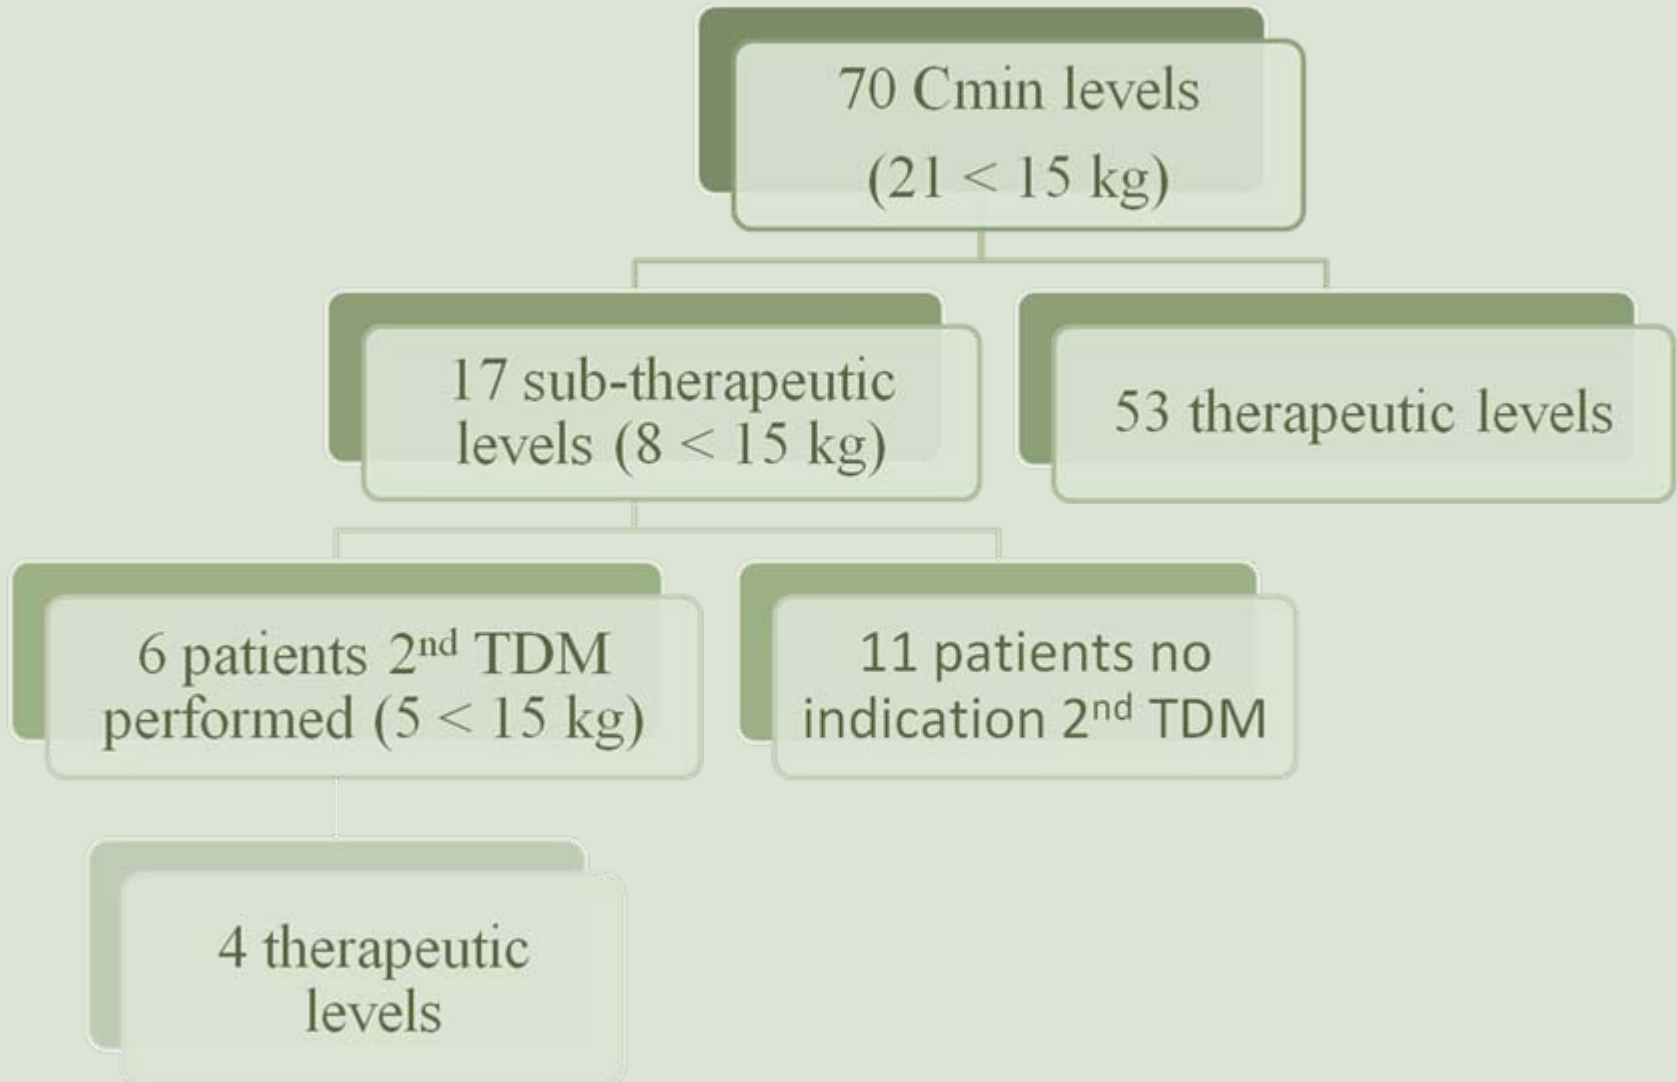 70 Cmin levels
(21 < 15 kg)
17 sub-therapeutic
levels (8 < 15 kg)
53 therapeutic levels
6 patients 2nd TDM
performed (5 < 15 kg)
11 patients no
indication 2nd TDM
4 therapeutic
levels